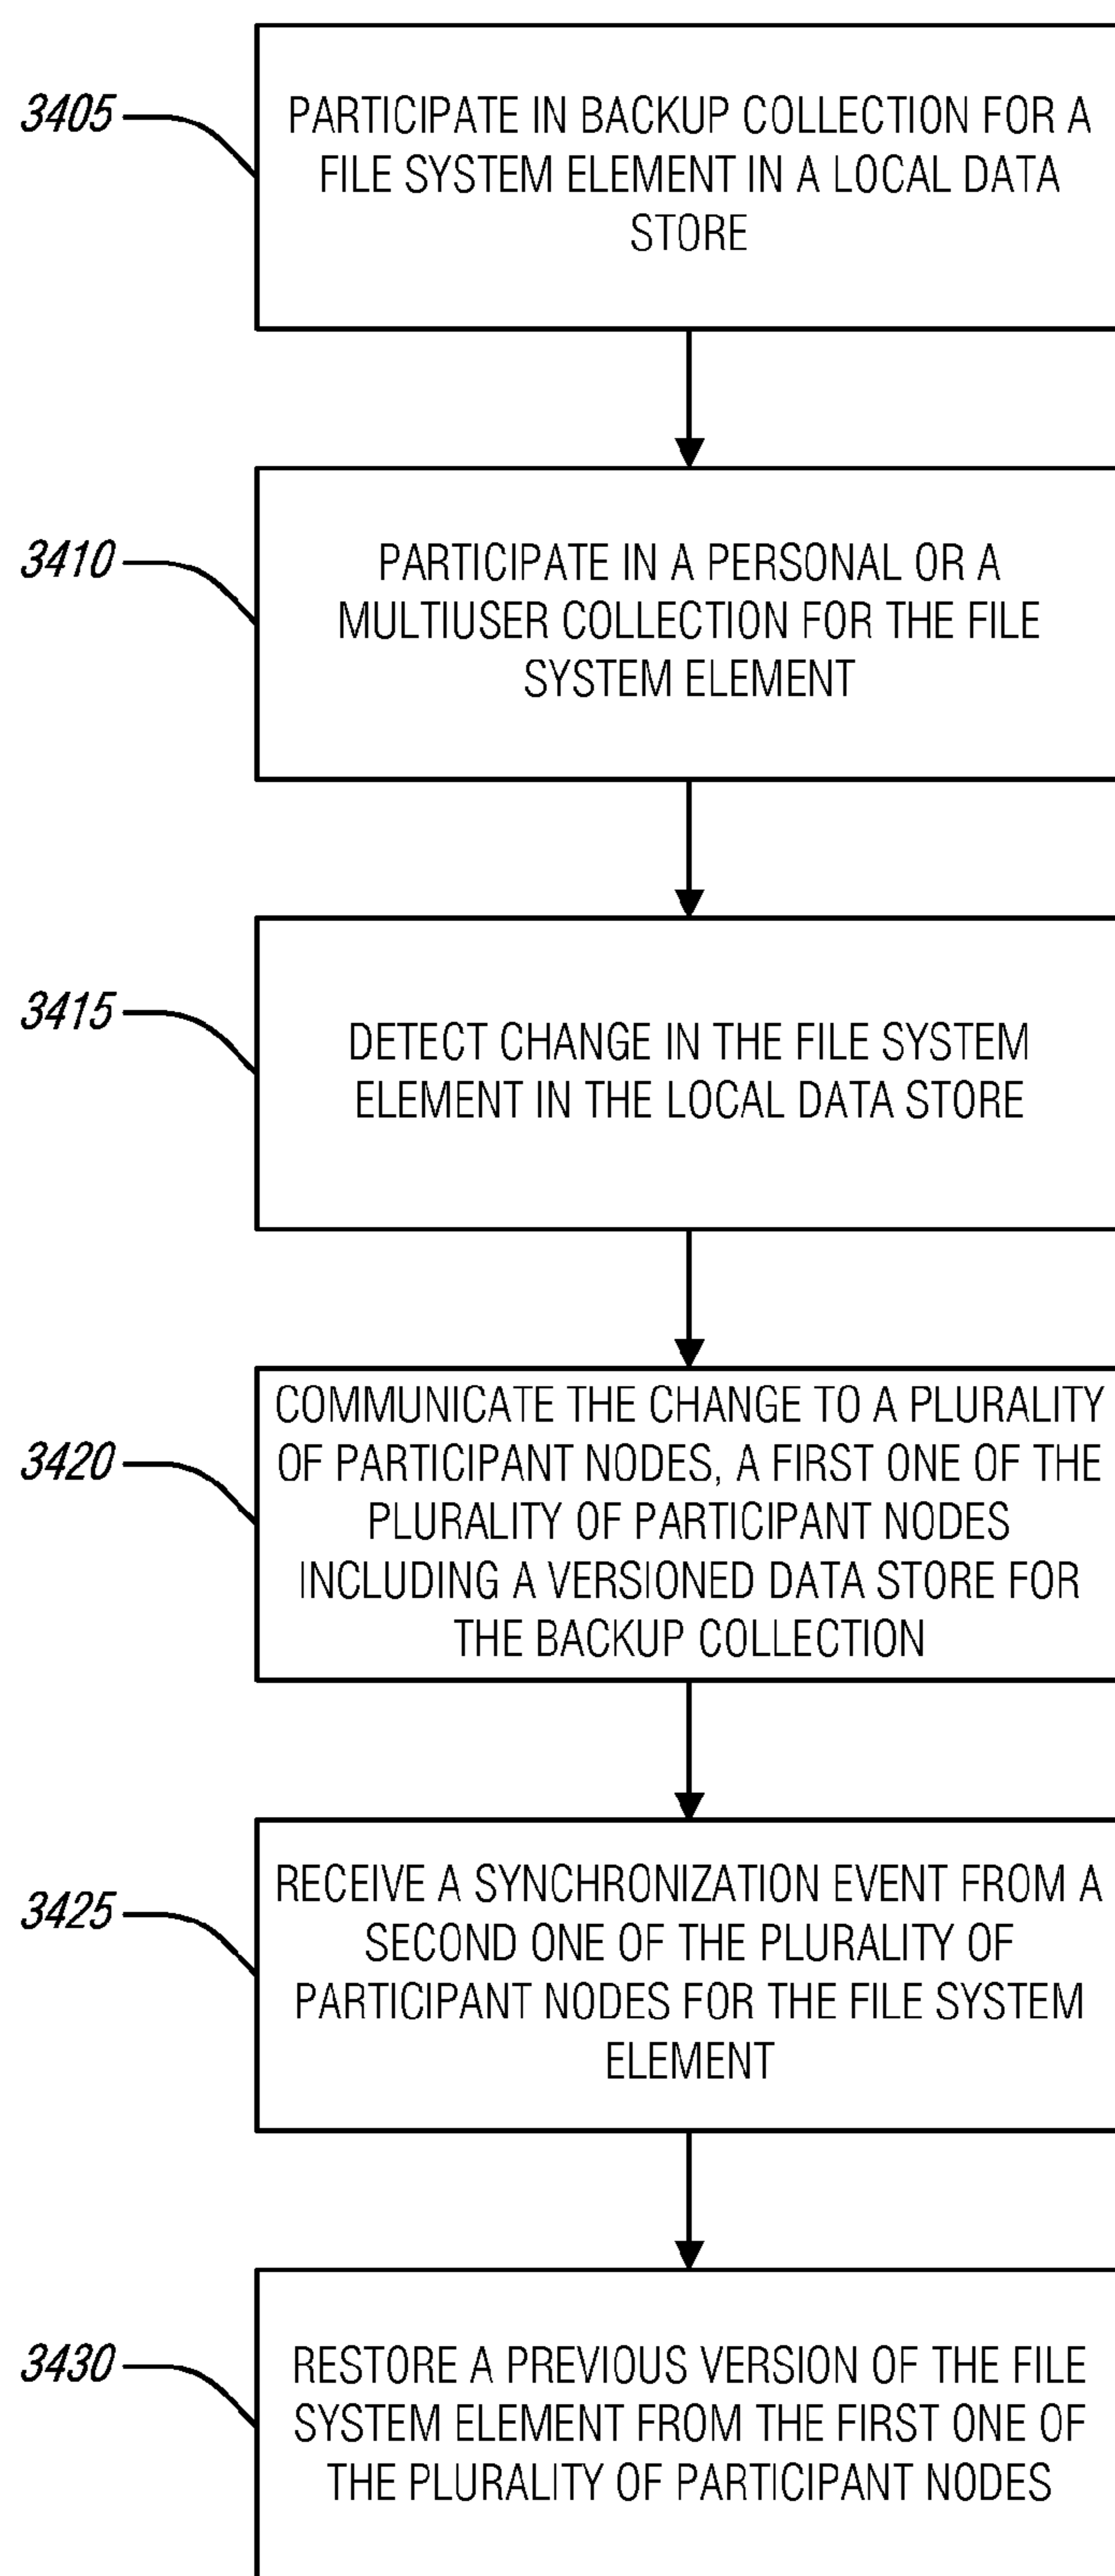 3405
PARTICIPATE IN BACKUP COLLECTION FOR A
FILE SYSTEM ELEMENT IN A LOCAL DATA
STORE
3410
PARTICIPATE IN A PERSONAL OR A
MULTIUSER COLLECTION FOR THE FILE
SYSTEM ELEMENT
3415
DETECT CHANGE IN THE FILE SYSTEM
ELEMENT IN THE LOCAL DATA STORE
3420
COMMUNICATE THE CHANGE TO A PLURALITY
OF PARTICIPANT NODES, A FIRST ONE OF THE
PLURALITY OF PARTICIPANT NODES
INCLUDING A VERSIONED DATA STORE FOR
THE BACKUP COLLECTION
3425
RECEIVE A SYNCHRONIZATION EVENT FROM A
SECOND ONE OF THE PLURALITY OF
PARTICIPANT NODES FOR THE FILE SYSTEM
ELEMENT
3430
RESTORE A PREVIOUS VERSION OF THE FILE
SYSTEM ELEMENT FROM THE FIRST ONE OF
THE PLURALITY OF PARTICIPANT NODES